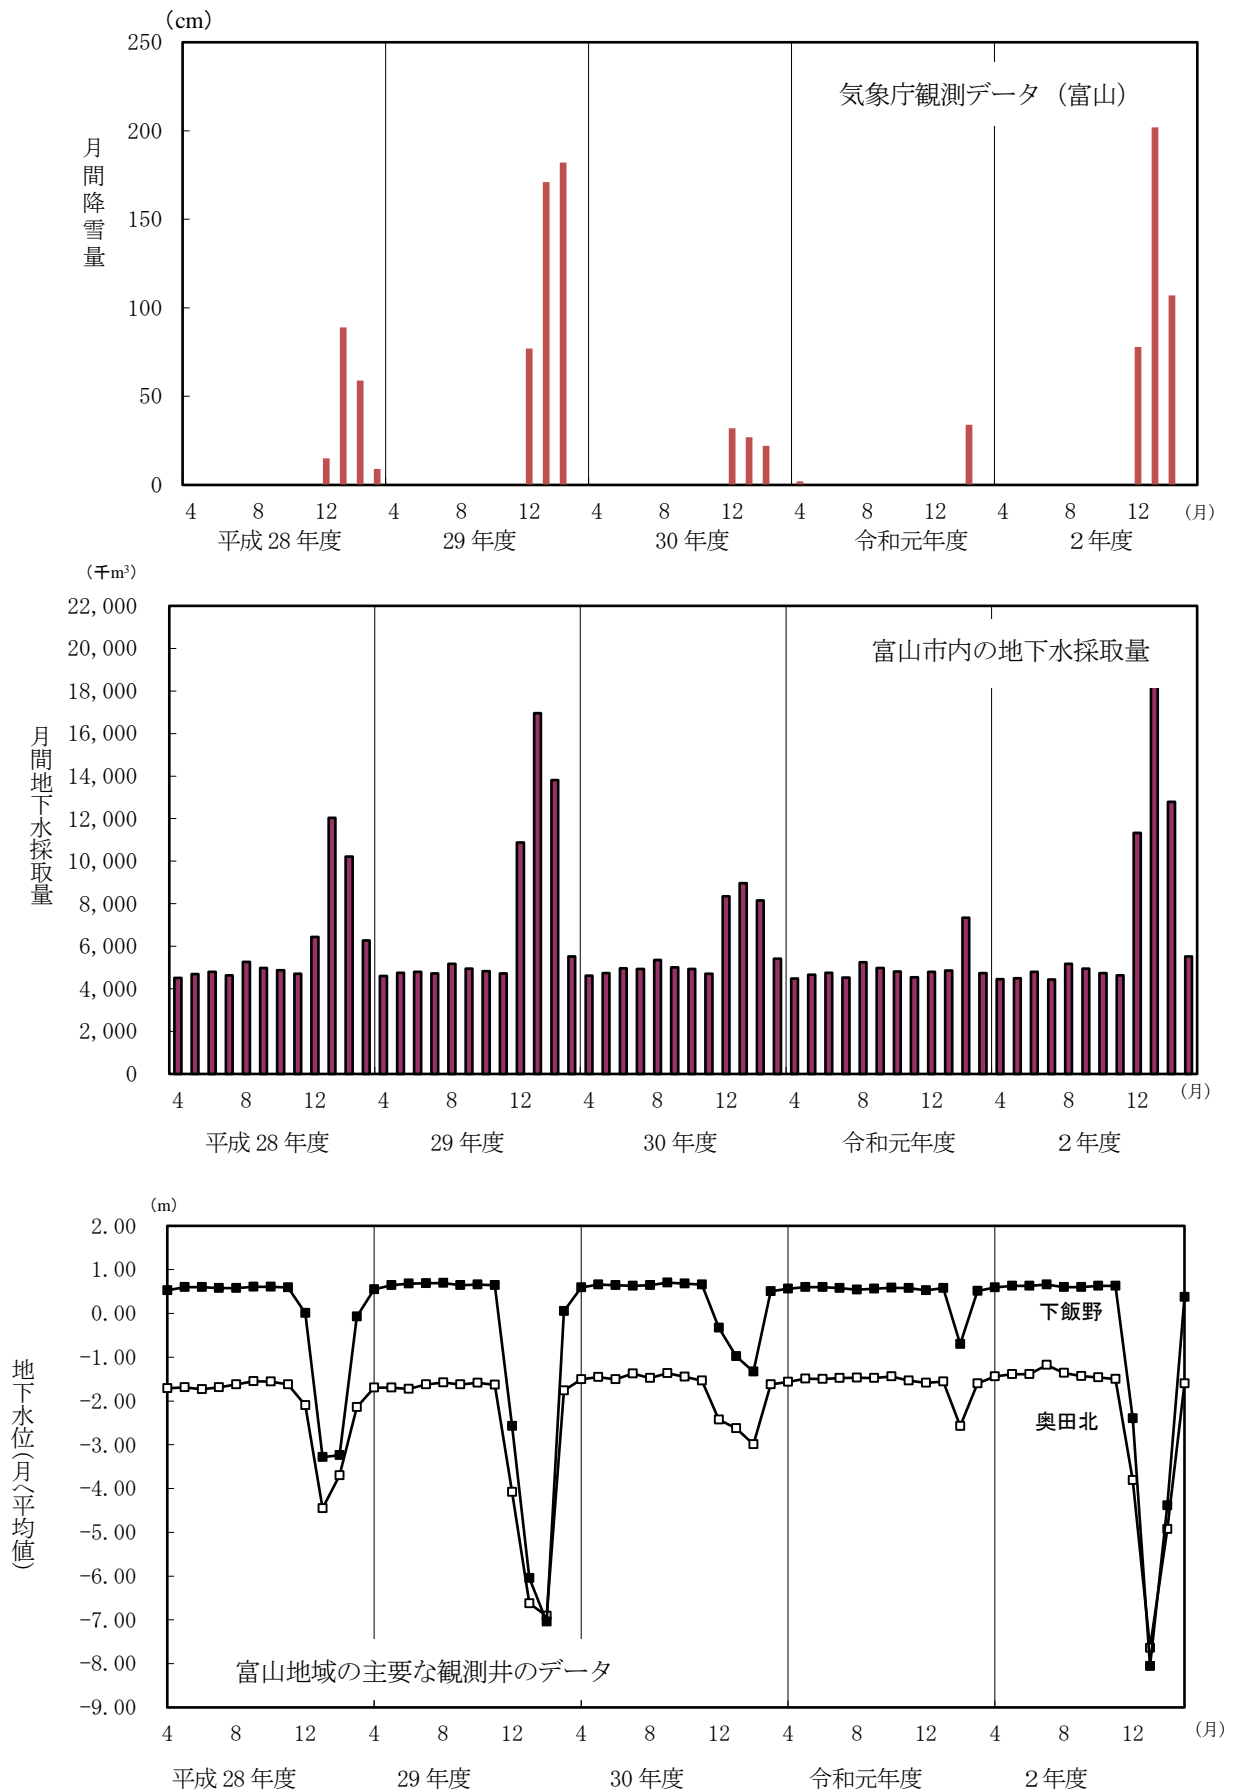 （cm）
250
200
150
100
50
0
月間降雪量
気象庁観測データ（富山）
4 8 12 4 8 12 4 8 12 4 8 12 4 8 12 （月）
平成 28 年度 29 年度 30 年度 令和元年度 ２年度
（千m³）
22,000
20,000
18,000
16,000
14,000
12,000
10,000
8,000
6,000
4,000
2,000
0
月間地下水採取量
富山市内の地下水採取量
4 8 12 4 8 12 4 8 12 4 8 12 4 8 12 （月）
平成 28 年度 29 年度 30 年度 令和元年度 ２年度
（m）
2.00
1.00
0.00
-1.00
-2.00
-3.00
-4.00
-5.00
-6.00
-7.00
-8.00
-9.00
地下水位(月へ平均値)
下飯野
奥田北
富山地域の主要な観測井のデータ
4 8 12 4 8 12 4 8 12 4 8 12 4 8 12 （月）
平成 28 年度 29 年度 30 年度 令和元年度 ２年度